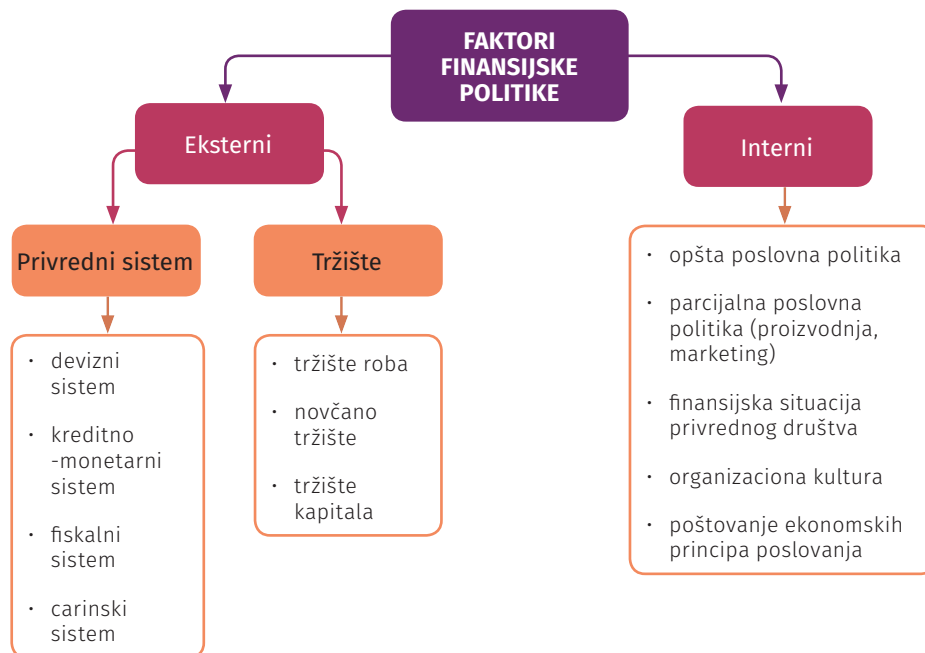 FAKTORI
FINANSIJSKE
POLITIKE
Eksterni
Interni
Privredni sistem
Tržište
· devizni
sistem
· kreditno
-monetarni
sistem
· fiskalni
sistem
· carinski
sistem
· tržište roba
· novčano
tržište
· tržište
kapitala
· opšta poslovna politika
· parcijalna poslovna
politika (proizvodnja,
marketing)
· finansijska situacija
privrednog društva
· organizaciona kultura
· poštovanje ekonomskih
principa poslovanja